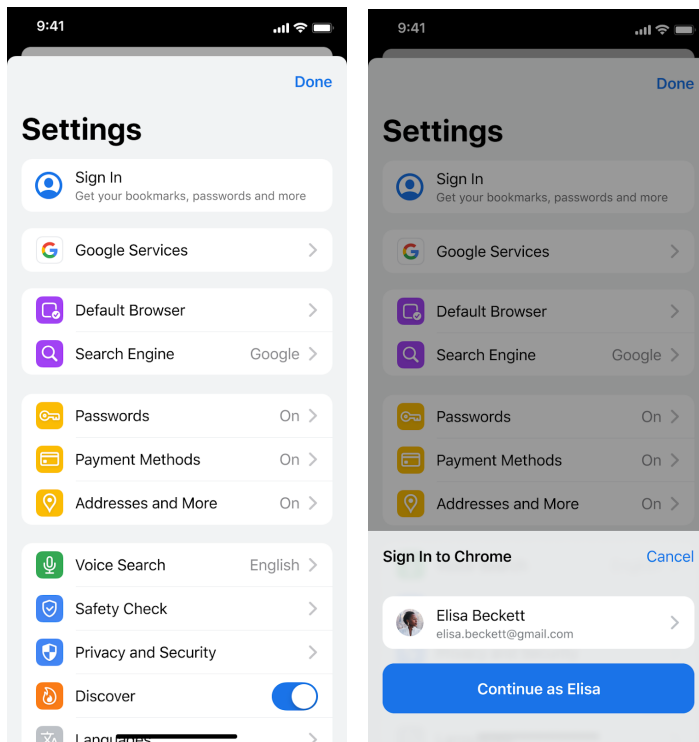 9:41
Done
Settings
Sign In
Get your bookmarks, passwords and more
Google Services
Default Browser
Search Engine Google
Passwords On
Payment Methods On
Addresses and More On
Voice Search English
Safety Check
Privacy and Security
Discover
Languages
9:41
Done
Settings
Sign In
Get your bookmarks, passwords and more
Google Services
Default Browser
Search Engine Google
Passwords On
Payment Methods On
Addresses and More On
Sign In to Chrome Cancel
Elisa Beckett
elisa.beckett@gmail.com
Continue as Elisa